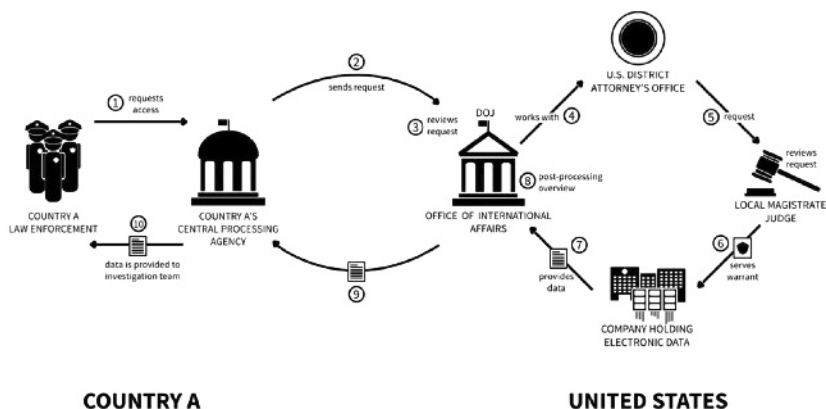 1 requests
access
COUNTRY A
LAW ENFORCEMENT
COUNTRY A'S
CENTRAL PROCESSING
AGENCY
2
sends request
DOJ
3 reviews
request
OFFICE OF INTERNATIONAL
AFFAIRS
works with 4
U.S. DISTRICT
ATTORNEY'S OFFICE
5 request
reviews
request
LOCAL MAGISTRATE
JUDGE
6 serves
warrant
COMPANY HOLDING
ELECTRONIC DATA
7
provides
data
8 post-processing
overview
9
10
data is provided to
investigation team
COUNTRY A
UNITED STATES